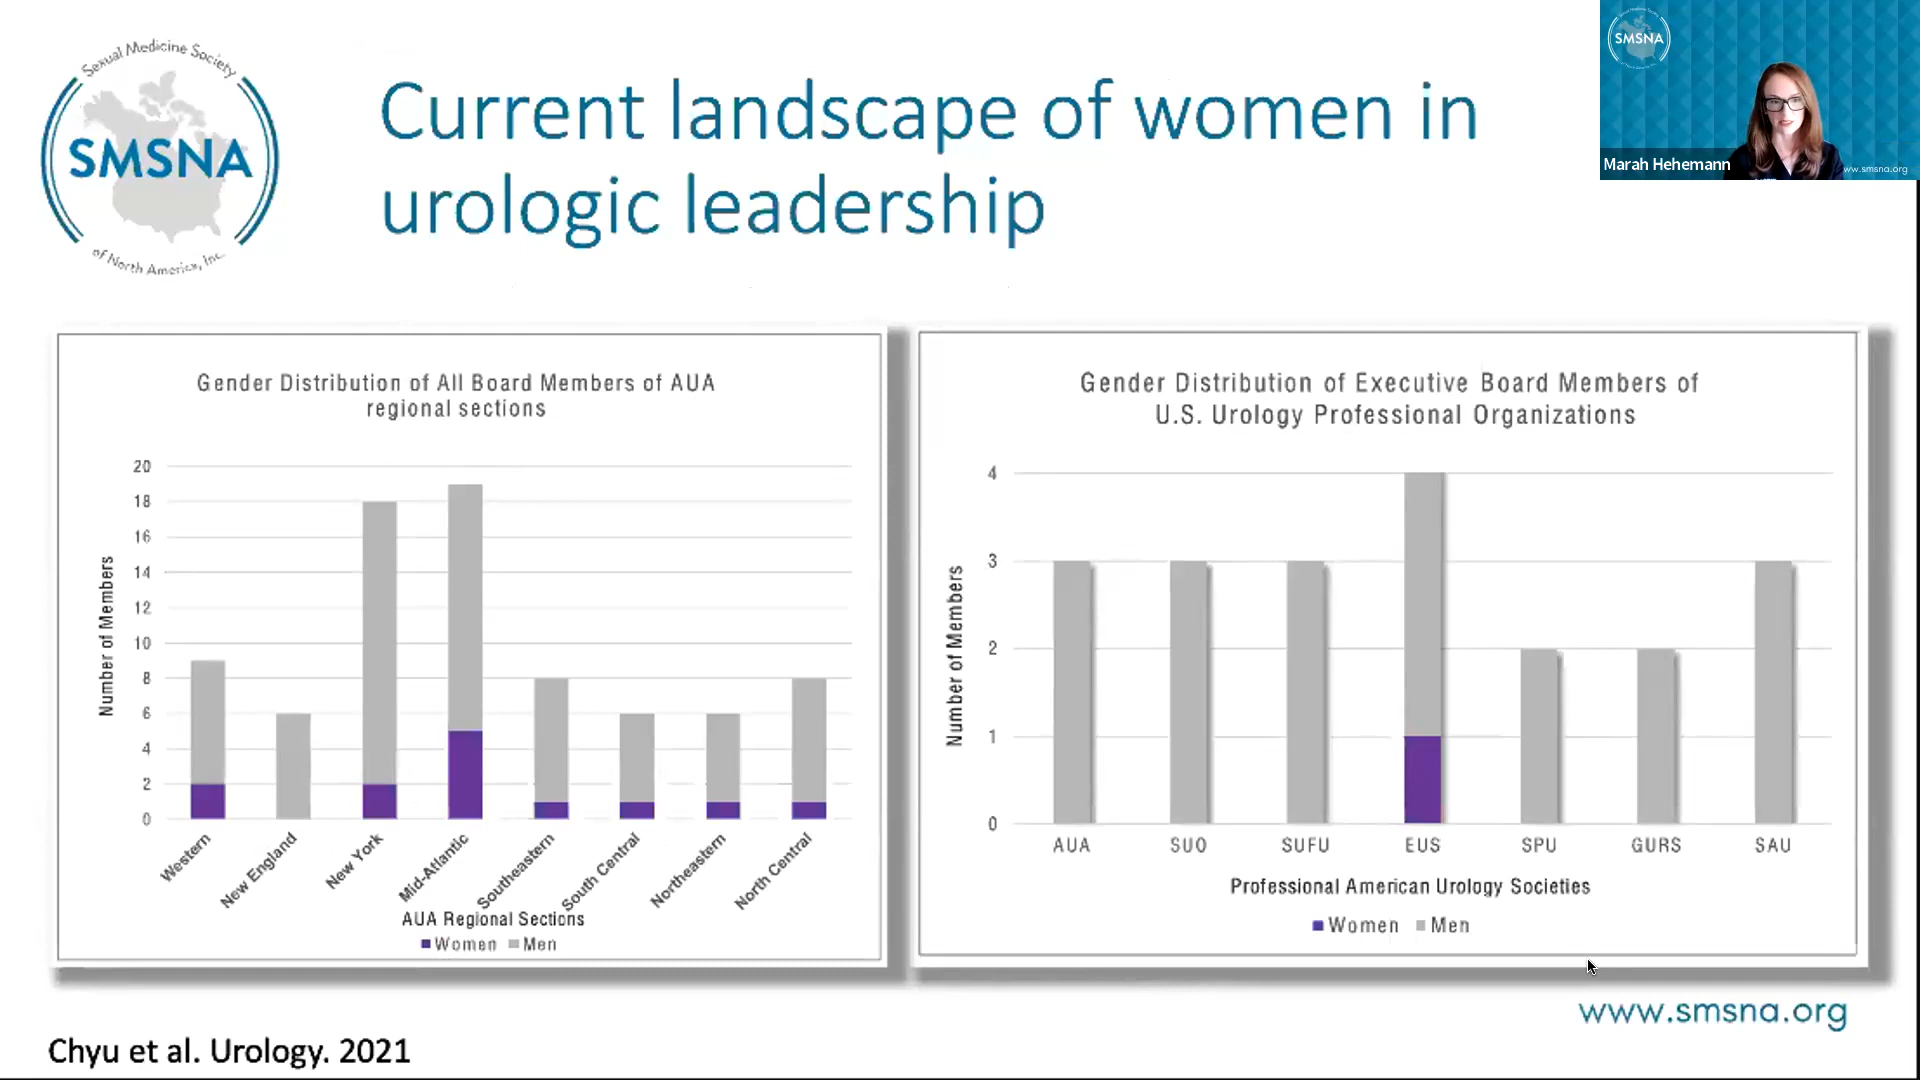 Sexual Medicine Society
SMSNA
of North America, Inc.
Current landscape of women in
urologic leadership
SMSNA
Marah Hehemann
ww.smsna.org
Gender Distribution of All Board Members of AUA
regional sections
Number of Members
20
18
16
14
12
10
8
6
4
2
0
Western
New England
New York
Mid-Atlantic
Southeastern
South Central
Northeastern
North Central
AUA Regional Sections
Women Men
Gender Distribution of Executive Board Members of
U.S. Urology Professional Organizations
Number of Members
4
3
2
1
0
AUA SUO SUFU EUS SPU GURS SAU
Professional American Urology Societies
Women Men
www.smsna.org
Chyu et al. Urology. 2021